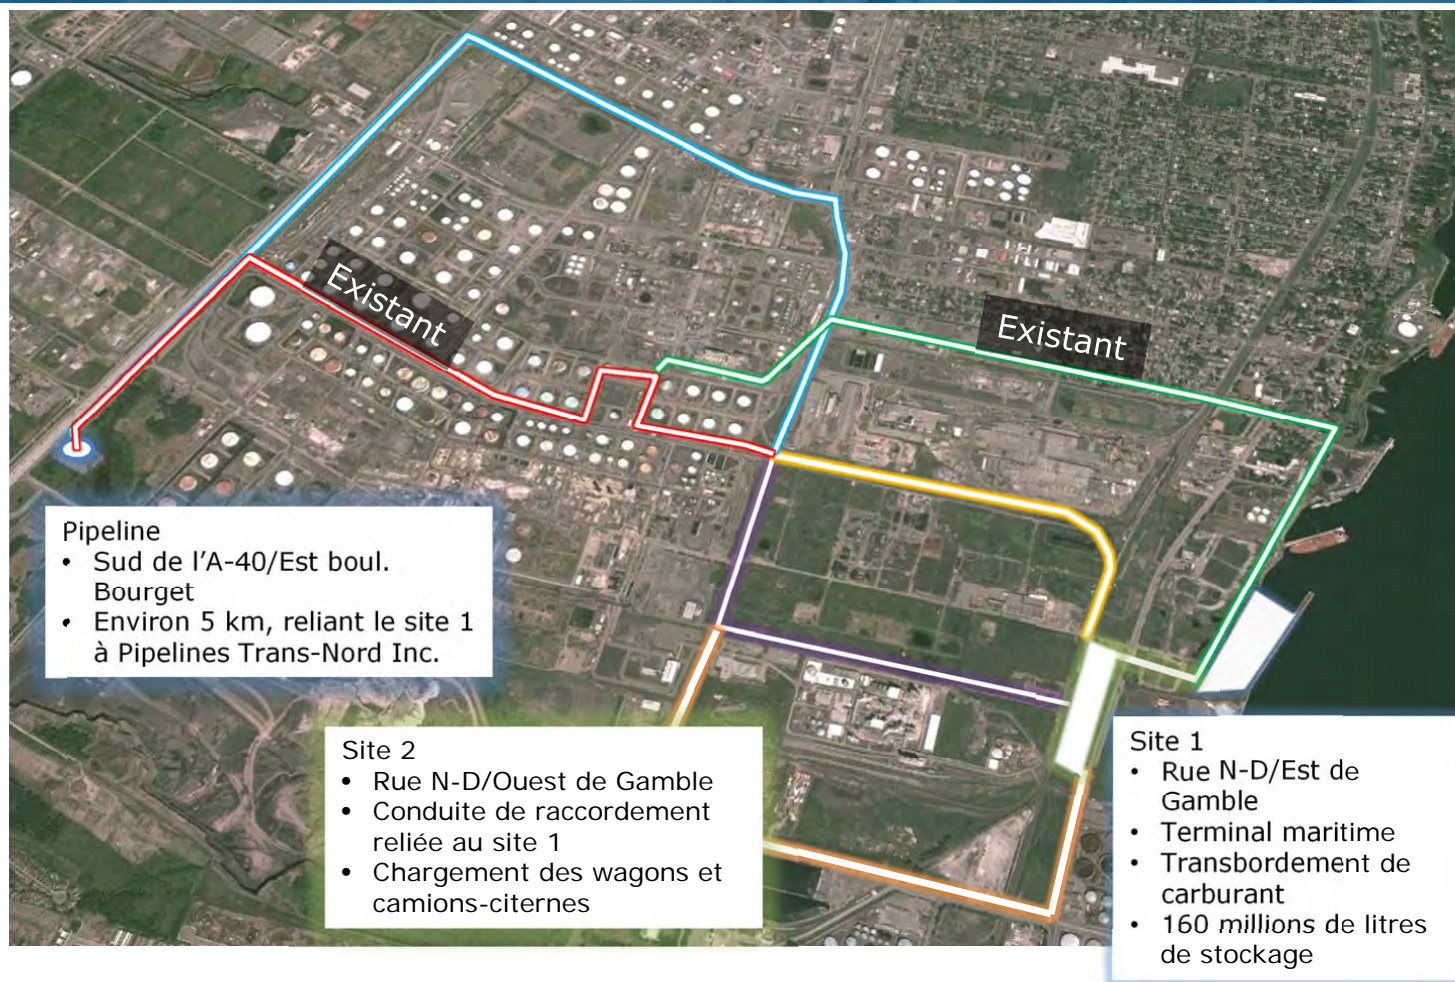 Existant
Existant
Pipeline
• Sud de l'A-40/Est boul.
Bourget
• Environ 5 km, reliant le site 1
à Pipelines Trans-Nord Inc.
Site 2
• Rue N-D/Ouest de Gamble
• Conduite de raccordement
reliée au site 1
• Chargement des wagons et
camions-citernes
Site 1
• Rue N-D/Est de
Gamble
• Terminal maritime
• Transbordement de
carburant
• 160 millions de litres
de stockage